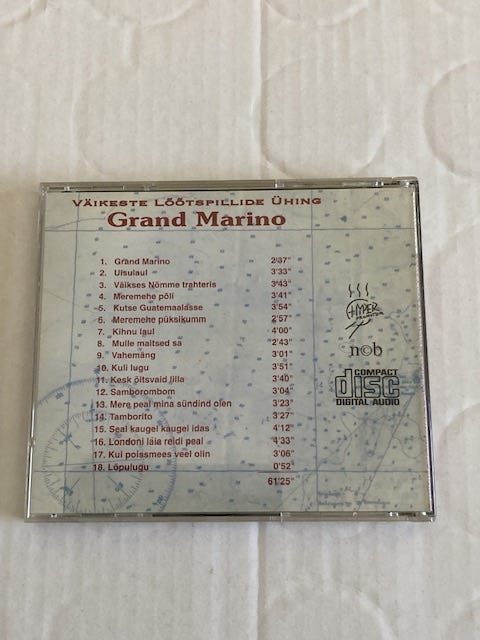 VÄIKESTE LÕÕTSPILLIDE ÜHING
Grand Marino
1. Grand Marino 2'37"
2. Uisulaul 3'33"
3. Väikses Nõmme trahteris 3'43"
4. Meremehe põli 3'41"
5. Kutse Guatemaalasse 3'54"
6. Meremehe püksikumm 2'57"
7. Kihnu laul 4'00"
8. Mulle maitsed sa 2'43"
9. Vahemäng 3'01"
10. Kuli lugu 3'51"
11. Kesk õitsvaid liilia 3'40"
12. Samborombom 3'04"
13. Mere peal mina sündind olen 3'23"
14. Tamborito 3'27"
15. Seal kaugel kaugel idas 4'12"
16. Londoni laia reidi peal 4'33"
17. Kui poissmees veel olin 3'06"
18. Lõpulugu 0'52"
61'25"
HYPER
n©b
COMPACT
disc
DIGITAL AUDIO